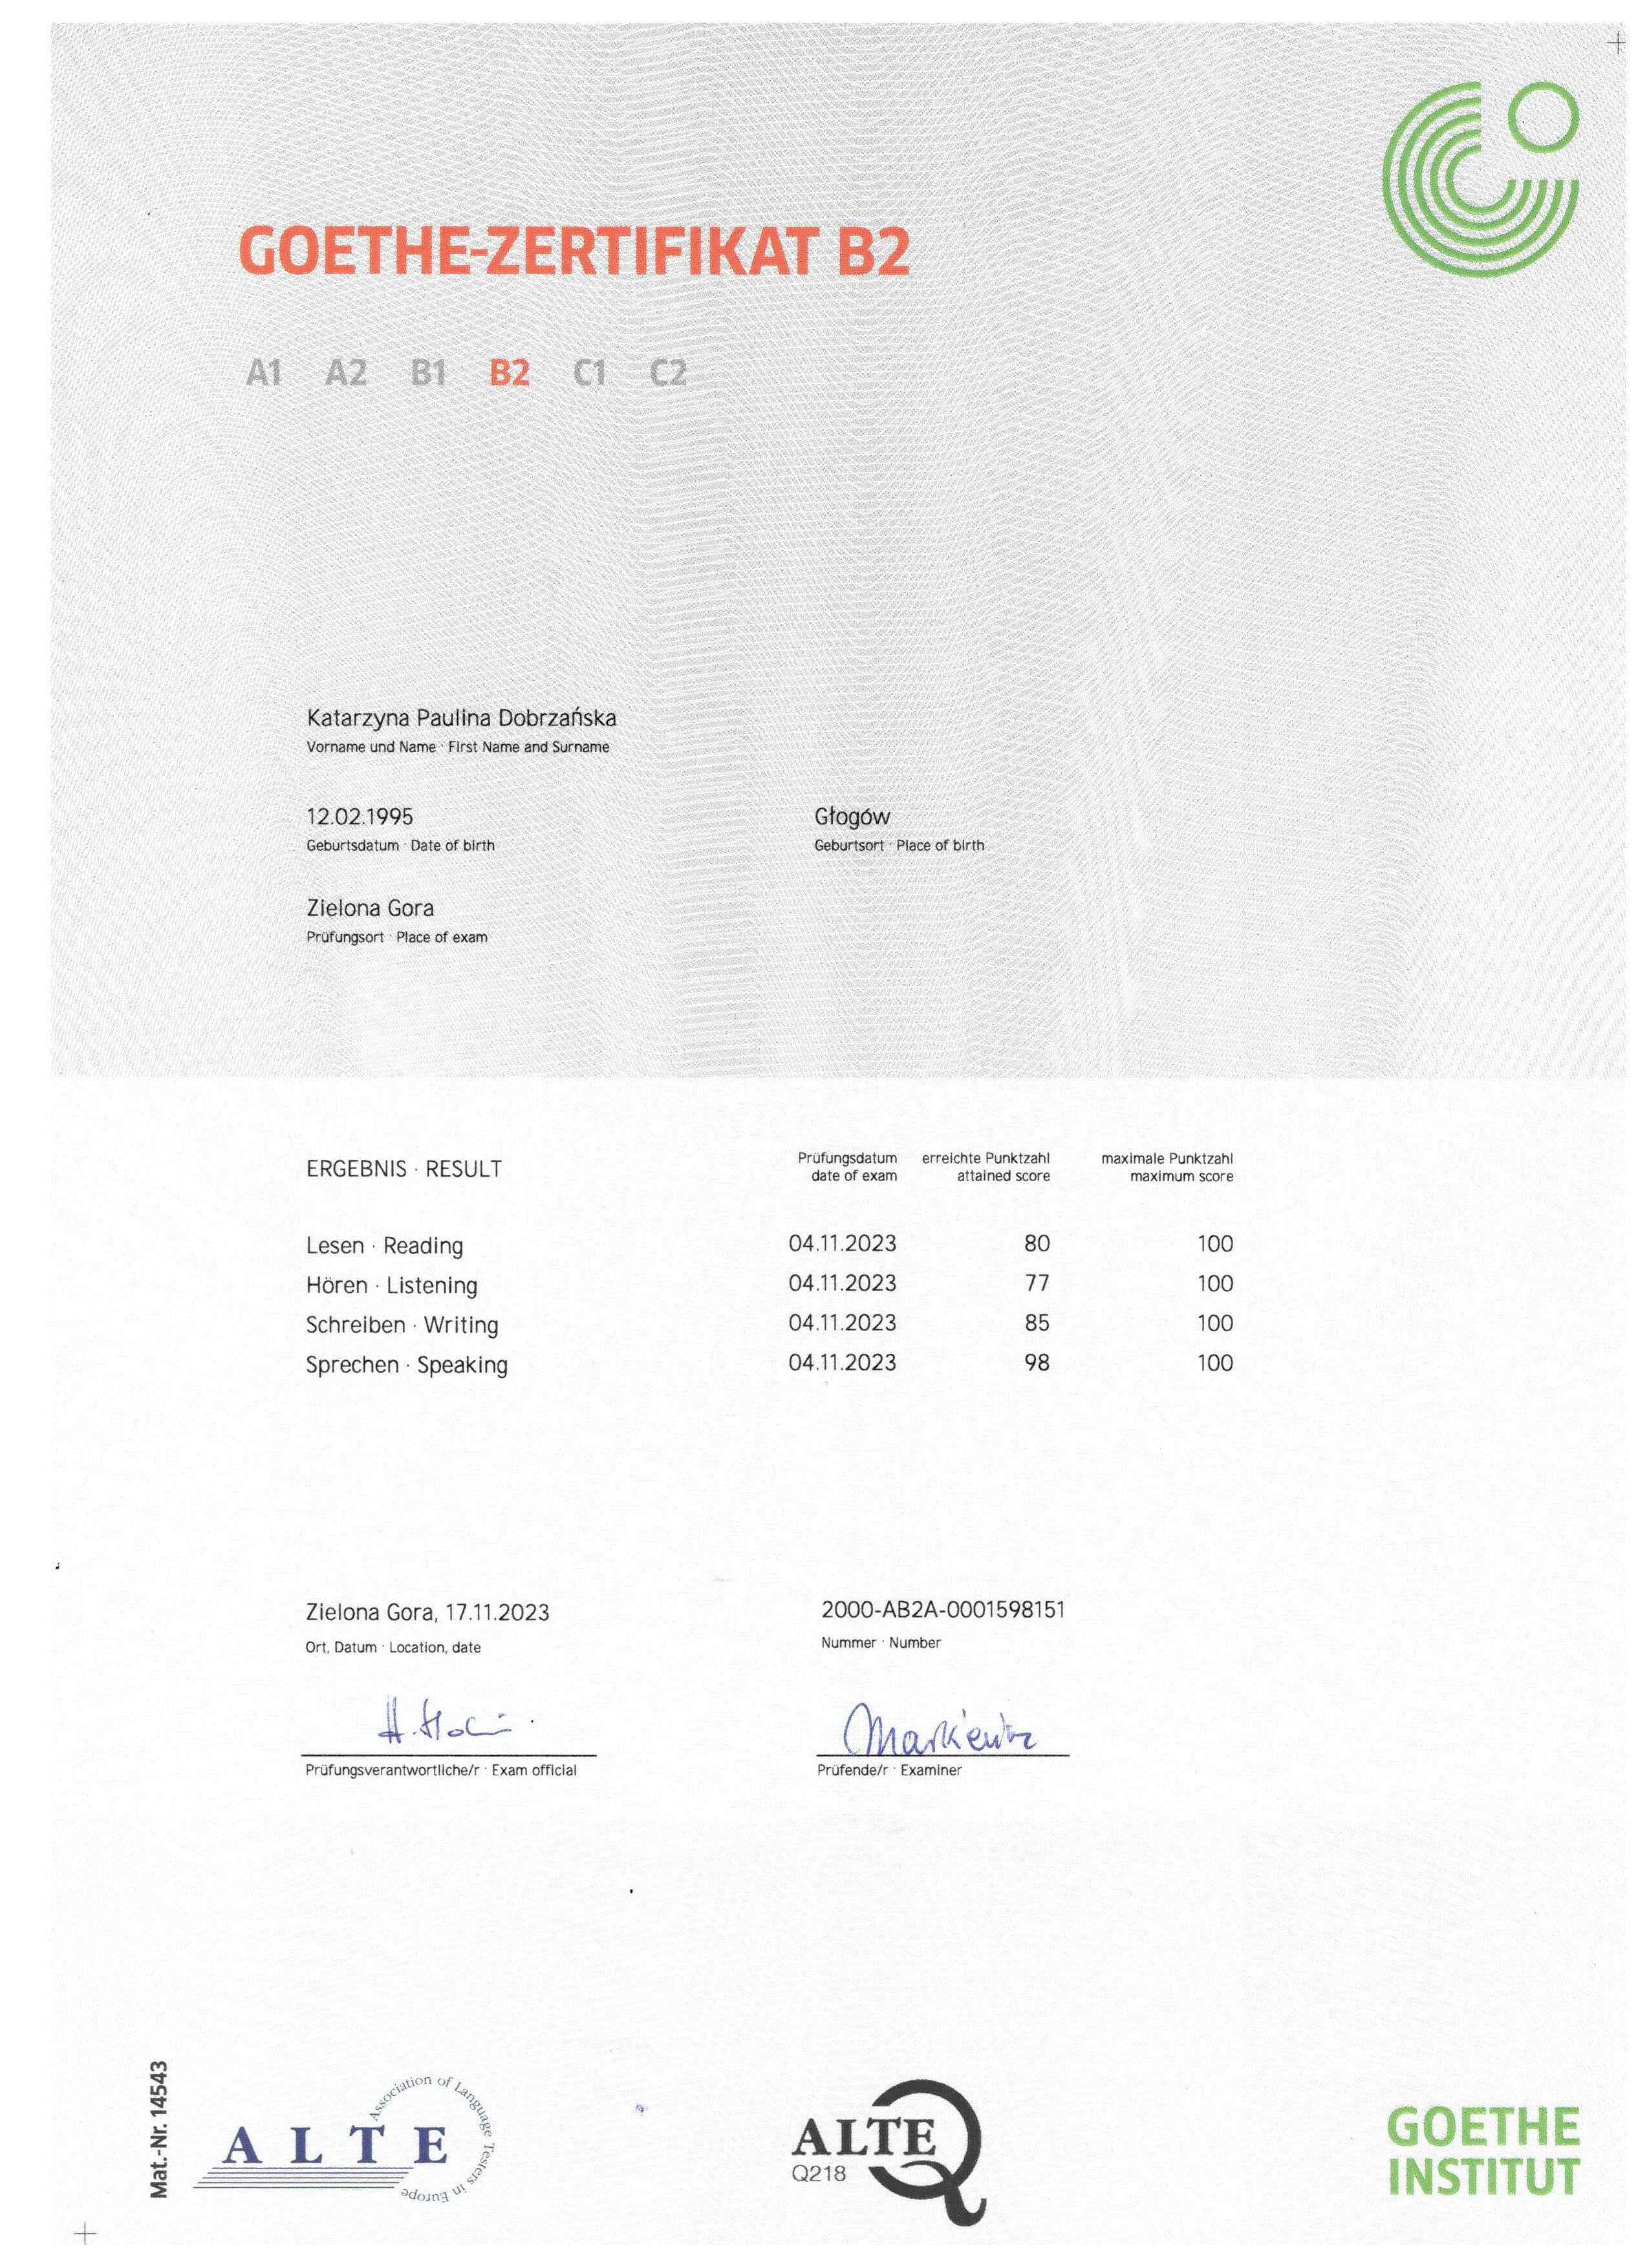 GOETHE-ZERTIFIKAT B2
A1 A2 B1 B2 C1 C2
Katarzyna Paulina Dobrzańska
Vorname und Name · First Name and Surname
12.02.1995 Głogów
Geburtsdatum · Date of birth Geburtsort · Place of birth
Zielona Gora
Prüfungsort · Place of exam
ERGEBNIS · RESULT
Prüfungsdatum erreichte Punktzahl maximale Punktzahl
date of exam attained score maximum score
Lesen · Reading 04.11.2023 80 100
Hören · Listening 04.11.2023 77 100
Schreiben · Writing 04.11.2023 85 100
Sprechen · Speaking 04.11.2023 98 100
Zielona Gora, 17.11.2023 2000-AB2A-0001598151
Ort, Datum · Location, date Nummer · Number
Markiewicz
Prüfungsverantwortliche/r · Exam official Prüfende/r · Examiner
Mat.-Nr. 14543
ALTE
Association of Language Testers in Europe
ALTE
Q218
GOETHE
INSTITUT